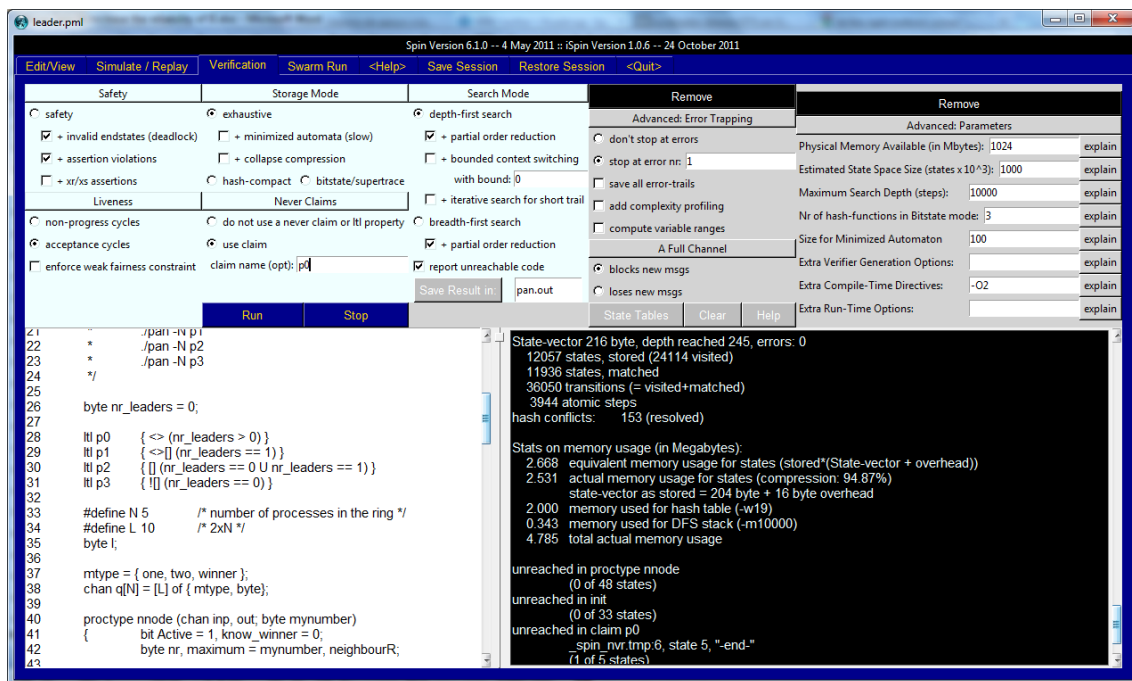 leader.pml
Spin Version 6.1.0 -- 4 May 2011 :: iSpin Version 1.0.6 -- 24 October 2011
Edit/View Simulate / Replay Verification Swarm Run <Help> Save Session Restore Session <Quit>
Safety
safety
+ invalid endstates (deadlock)
+ assertion violations
+ xr/xs assertions
Liveness
non-progress cycles
acceptance cycles
enforce weak fairness constraint
Storage Mode
exhaustive
+ minimized automata (slow)
+ collapse compression
hash-compact bitstate/supertrace
Never Claims
do not use a never claim or ltl property
use claim
claim name (opt): p0
Run Stop
Search Mode
depth-first search
+ partial order reduction
+ bounded context switching
with bound: 0
+ iterative search for short trail
breadth-first search
+ partial order reduction
report unreachable code
Save Result in: pan.out
Remove
Advanced: Error Trapping
don't stop at errors
stop at error nr: 1
save all error-trails
add complexity profiling
compute variable ranges
A Full Channel
blocks new msgs
loses new msgs
State Tables Clear Help
Remove
Advanced: Parameters
Physical Memory Available (in Mbytes): 1024 explain
Estimated State Space Size (states x 10^3): 1000 explain
Maximum Search Depth (steps): 10000 explain
Nr of hash-functions in Bitstate mode: 3 explain
Size for Minimized Automaton 100 explain
Extra Verifier Generation Options: explain
Extra Compile-Time Directives: -O2 explain
Extra Run-Time Options: explain
21 * ./pan -N p1
22 * ./pan -N p2
23 * ./pan -N p3
24 */
25
26 byte nr_leaders = 0;
27
28 ltl p0 { <> (nr_leaders > 0) }
29 ltl p1 { <>[] (nr_leaders == 1) }
30 ltl p2 { [] (nr_leaders == 0 U nr_leaders == 1) }
31 ltl p3 { ![] (nr_leaders == 0) }
32
33 #define N 5 /* number of processes in the ring */
34 #define L 10 /* 2xN */
35 byte I;
36
37 mtype = { one, two, winner };
38 chan q[N] = [L] of { mtype, byte};
39
40 proctype nnode (chan inp, out; byte mynumber)
41 { bit Active = 1, know_winner = 0;
42 byte nr, maximum = mynumber, neighbourR;
43
State-vector 216 byte, depth reached 245, errors: 0
12057 states, stored (24114 visited)
11936 states, matched
36050 transitions (= visited+matched)
3944 atomic steps
hash conflicts: 153 (resolved)
Stats on memory usage (in Megabytes):
2.668 equivalent memory usage for states (stored*(State-vector + overhead))
2.531 actual memory usage for states (compression: 94.87%)
state-vector as stored = 204 byte + 16 byte overhead
2.000 memory used for hash table (-w19)
0.343 memory used for DFS stack (-m10000)
4.785 total actual memory usage
unreached in proctype nnode
(0 of 48 states)
unreached in init
(0 of 33 states)
unreached in claim p0
_spin_nvr.tmp:6, state 5, "-end-"
(1 of 5 states)